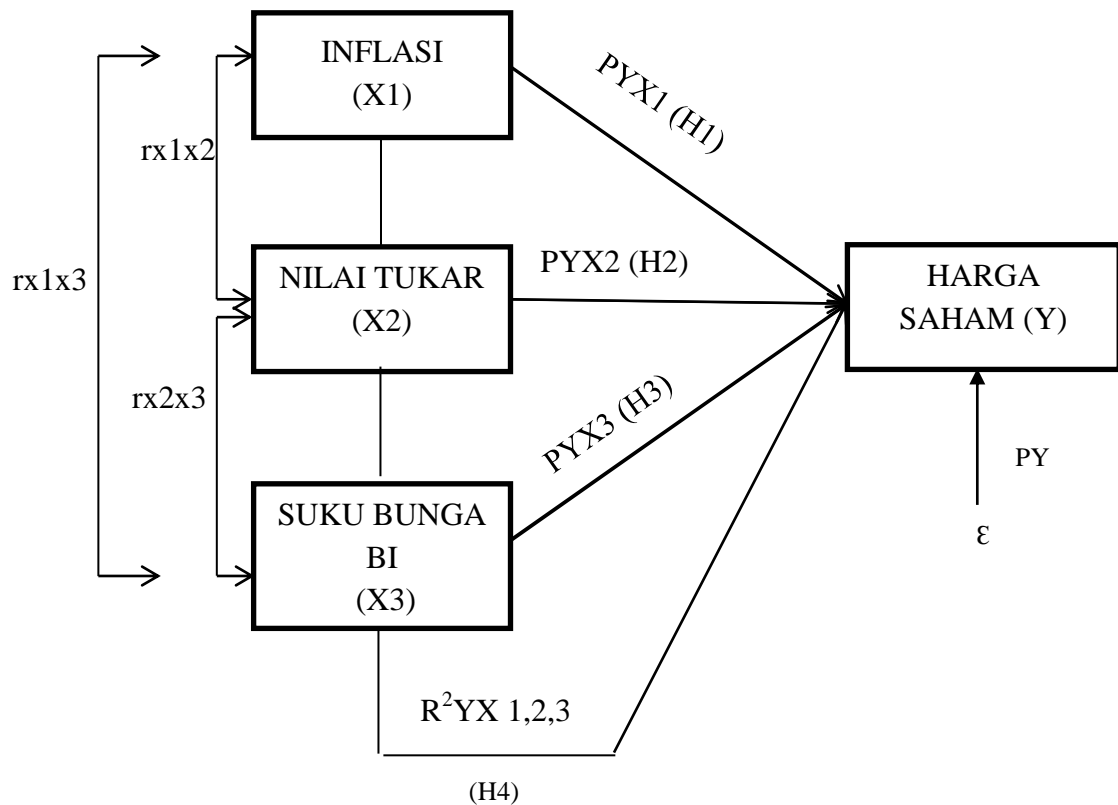 INFLASI
(X1)
PYX1 (H1)
rx1x2
rx1x3
NILAI TUKAR
(X2)
PYX2 (H2)
HARGA
SAHAM (Y)
rx2x3
PYX3 (H3)
PY
ε
SUKU BUNGA
BI
(X3)
R²YX 1,2,3
(H4)